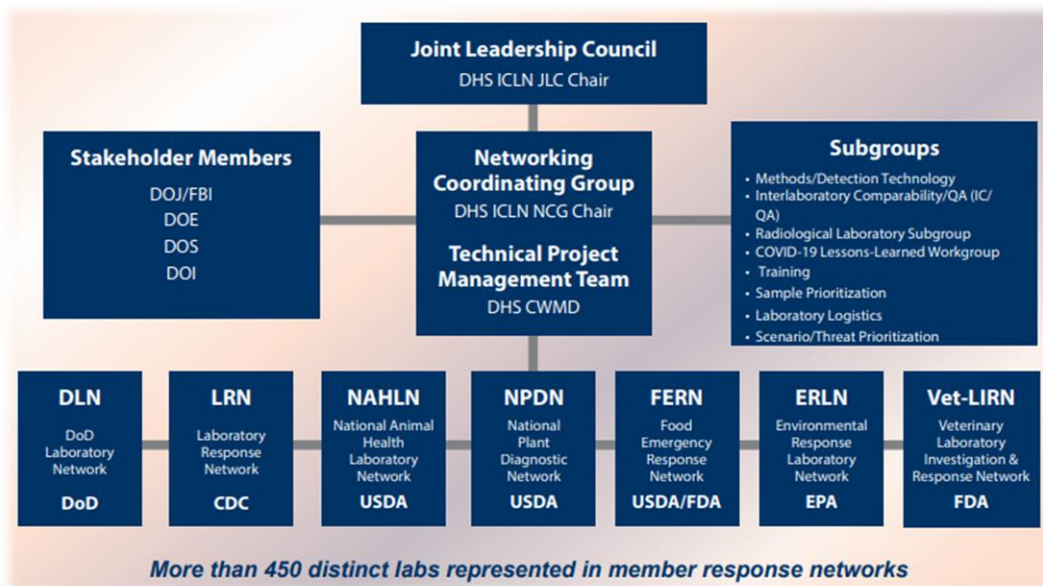 Joint Leadership Council
DHS ICLN JLC Chair
Stakeholder Members
DOJ/FBI
DOE
DOS
DOI
Networking
Coordinating Group
DHS ICLN NCG Chair
Technical Project
Management Team
DHS CWMD
Subgroups
• Methods/Detection Technology
• Interlaboratory Comparability/QA (IC/
QA)
• Radiological Laboratory Subgroup
• COVID-19 Lessons-Learned Workgroup
• Training
• Sample Prioritization
• Laboratory Logistics
• Scenario/Threat Prioritization
DLN
DoD
Laboratory
Network
DoD
LRN
Laboratory
Response
Network
CDC
NAHLN
National Animal
Health
Laboratory
Network
USDA
NPDN
National
Plant
Diagnostic
Network
USDA
FERN
Food
Emergency
Response
Network
USDA/FDA
ERLN
Environmental
Response
Laboratory
Network
EPA
Vet-LIRN
Veterinary
Laboratory
Investigation &
Response Network
FDA
More than 450 distinct labs represented in member response networks